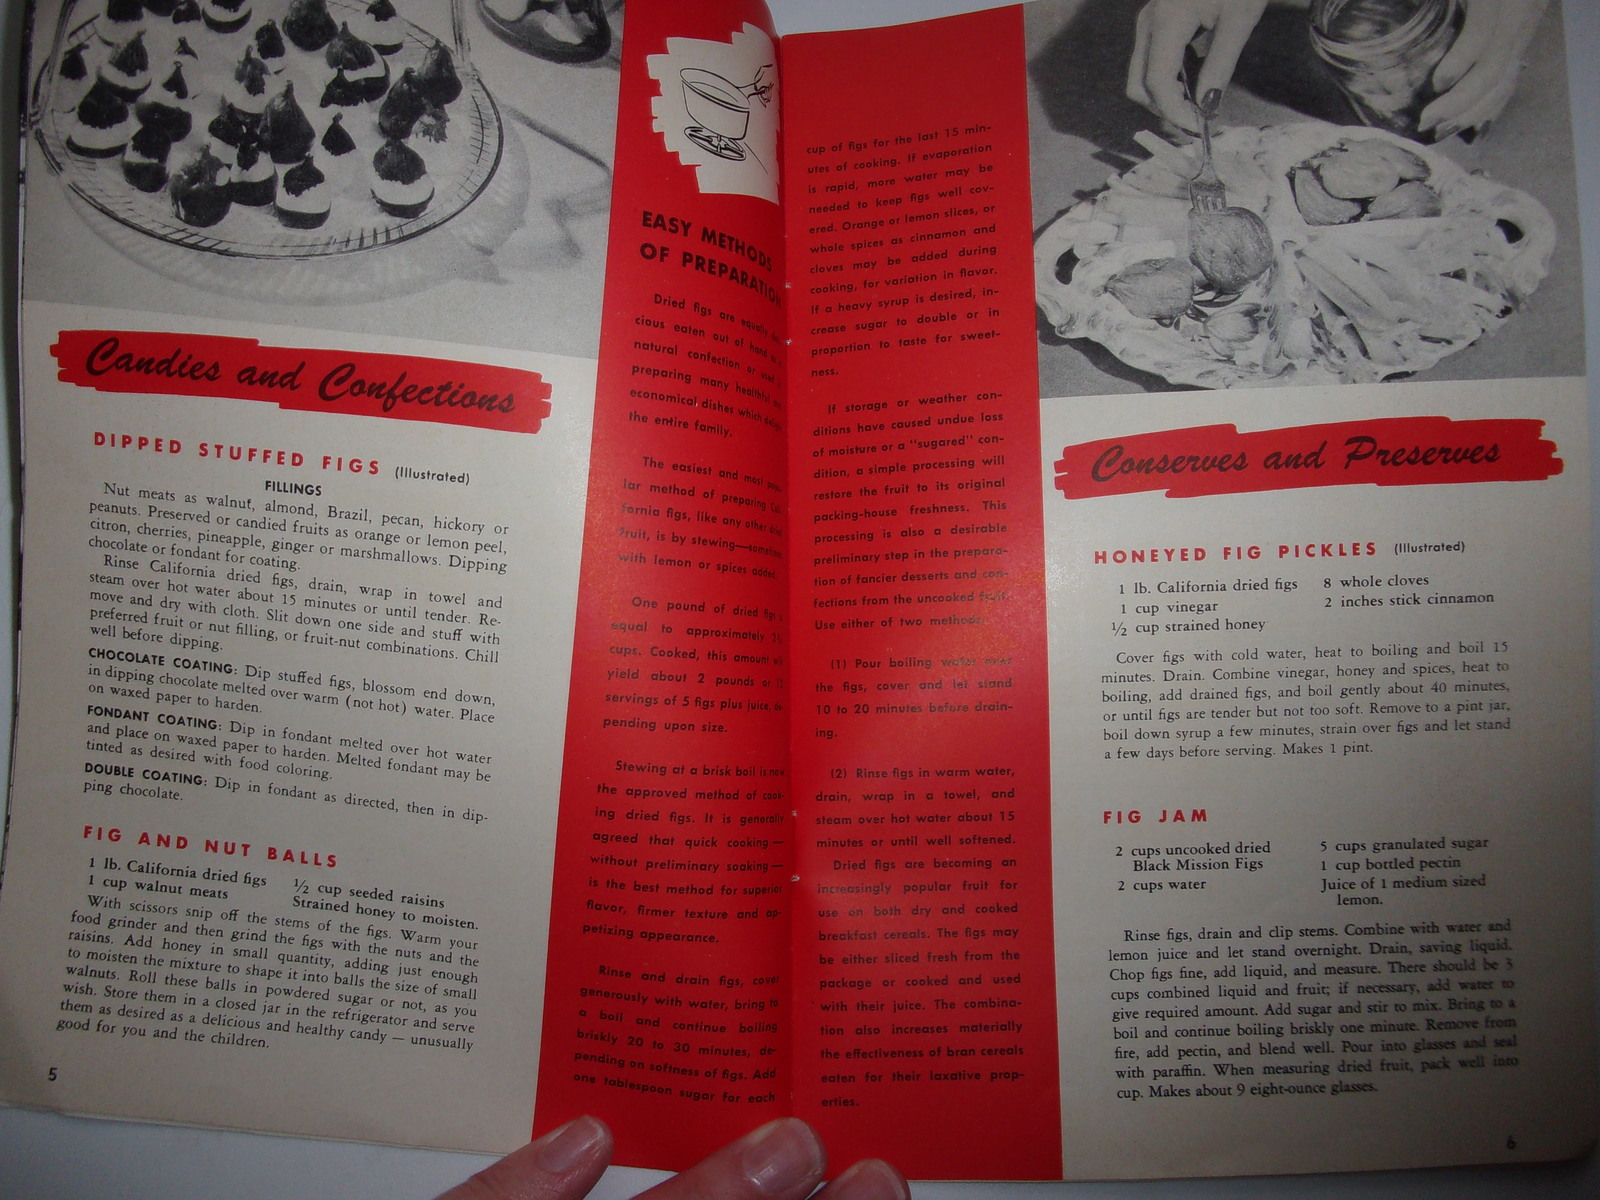 Candies and Confections
DIPPED STUFFED FIGS (Illustrated)
FILLINGS
Nut meats as walnut, almond, Brazil, pecan, hickory or
peanuts. Preserved or candied fruits as orange or lemon peel,
citron, cherries, pineapple, ginger or marshmallows. Dipping
chocolate or fondant for coating.
Rinse California dried figs, drain, wrap in towel and
steam over hot water about 15 minutes or until tender. Re-
move and dry with cloth. Slit down one side and stuff with
preferred fruit or nut filling, or fruit-nut combinations. Chill
well before dipping.
CHOCOLATE COATING: Dip stuffed figs, blossom end down,
in dipping chocolate melted over warm (not hot) water. Place
on waxed paper to harden.
FONDANT COATING: Dip in fondant melted over hot water
and place on waxed paper to harden. Melted fondant may be
tinted as desired with food coloring.
DOUBLE COATING: Dip in fondant as directed, then in dip-
ping chocolate.
FIG AND NUT BALLS
1 lb. California dried figs ½ cup seeded raisins
1 cup walnut meats Strained honey to moisten.
With scissors snip off the stems of the figs. Warm your
food grinder and then grind the figs with the nuts and the
raisins. Add honey in small quantity, adding just enough
to moisten the mixture to shape it into balls the size of small
walnuts. Roll these balls in powdered sugar or not, as you
wish. Store them in a closed jar in the refrigerator and serve
them as desired as a delicious and healthy candy — unusually
good for you and the children.
5
EASY METHODS
OF PREPARATION
Dried figs are equally
cious eaten out of hand
natural confection or used
preparing many healthful
economical dishes which
the entire family.
The easiest and most
lar method of preparing
fornia figs, like any other dried
fruit, is by stewing—
with lemon or spices added.
One pound of dried figs
equal to approximately
cups. Cooked, this amount
yield about 2 pounds or
servings of 5 figs plus juice,
pending upon size.
Stewing at a brisk boil is now
the approved method of cook-
ing dried figs. It is generally
agreed that quick cooking —
without preliminary soaking —
is the best method for superior
flavor, firmer texture and ap-
petizing appearance.
Rinse and drain figs, cover
generously with water, bring to
a boil and continue boiling
briskly 20 to 30 minutes, de-
pending on softness of figs. Add
one tablespoon sugar for each
cup of figs for the last 15 min-
utes of cooking. If evaporation
is rapid, more water may be
needed to keep figs well cov-
ered. Orange or lemon slices, or
whole spices as cinnamon and
cloves may be added during
cooking, for variation in flavor.
If a heavy syrup is desired, in-
crease sugar to double or in
proportion to taste for sweet-
ness.
If storage or weather con-
ditions have caused undue loss
of moisture or a "sugared" con-
dition, a simple processing will
restore the fruit to its original
packing-house freshness. This
processing is also a desirable
preliminary step in the prepara-
tion of fancier desserts and con-
fections from the uncooked fruit.
Use either of two methods.
(1) Pour boiling water over
the figs, cover and let stand
10 to 20 minutes before drain-
ing.
(2) Rinse figs in warm water,
drain, wrap in a towel, and
steam over hot water about 15
minutes or until well softened.
Dried figs are becoming an
increasingly popular fruit for
use on both dry and cooked
breakfast cereals. The figs may
be either sliced fresh from the
package or cooked and used
with their juice. The combina-
tion also increases materially
the effectiveness of bran cereals
eaten for their laxative prop-
erties.
Conserves and Preserves
HONEYED FIG PICKLES (Illustrated)
1 lb. California dried figs 8 whole cloves
1 cup vinegar 2 inches stick cinnamon
½ cup strained honey
Cover figs with cold water, heat to boiling and boil 15
minutes. Drain. Combine vinegar, honey and spices, heat to
boiling, add drained figs, and boil gently about 40 minutes,
or until figs are tender but not too soft. Remove to a pint jar,
boil down syrup a few minutes, strain over figs and let stand
a few days before serving. Makes 1 pint.
FIG JAM
2 cups uncooked dried 5 cups granulated sugar
Black Mission Figs 1 cup bottled pectin
2 cups water Juice of 1 medium sized
lemon.
Rinse figs, drain and clip stems. Combine with water and
lemon juice and let stand overnight. Drain, saving liquid.
Chop figs fine, add liquid, and measure. There should be 3
cups combined liquid and fruit; if necessary, add water to
give required amount. Add sugar and stir to mix. Bring to a
boil and continue boiling briskly one minute. Remove from
fire, add pectin, and blend well. Pour into glasses and seal
with paraffin. When measuring dried fruit, pack well into
cup. Makes about 9 eight-ounce glasses.
6